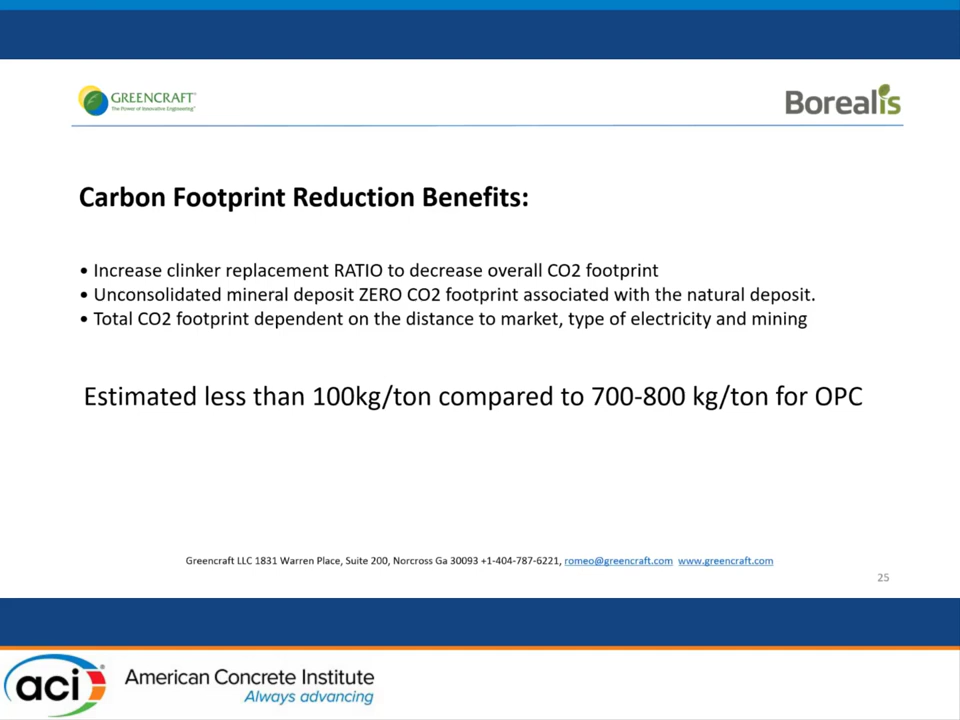 GREENCRAFT
The Power of Innovative Engineering
Borealis
Carbon Footprint Reduction Benefits:
• Increase clinker replacement RATIO to decrease overall CO2 footprint
• Unconsolidated mineral deposit ZERO CO2 footprint associated with the natural deposit.
• Total CO2 footprint dependent on the distance to market, type of electricity and mining
Estimated less than 100kg/ton compared to 700-800 kg/ton for OPC
Greencraft LLC 1831 Warren Place, Suite 200, Norcross Ga 30093 +1-404-787-6221, romeo@greencraft.com www.greencraft.com
25
aci
American Concrete Institute
Always advancing